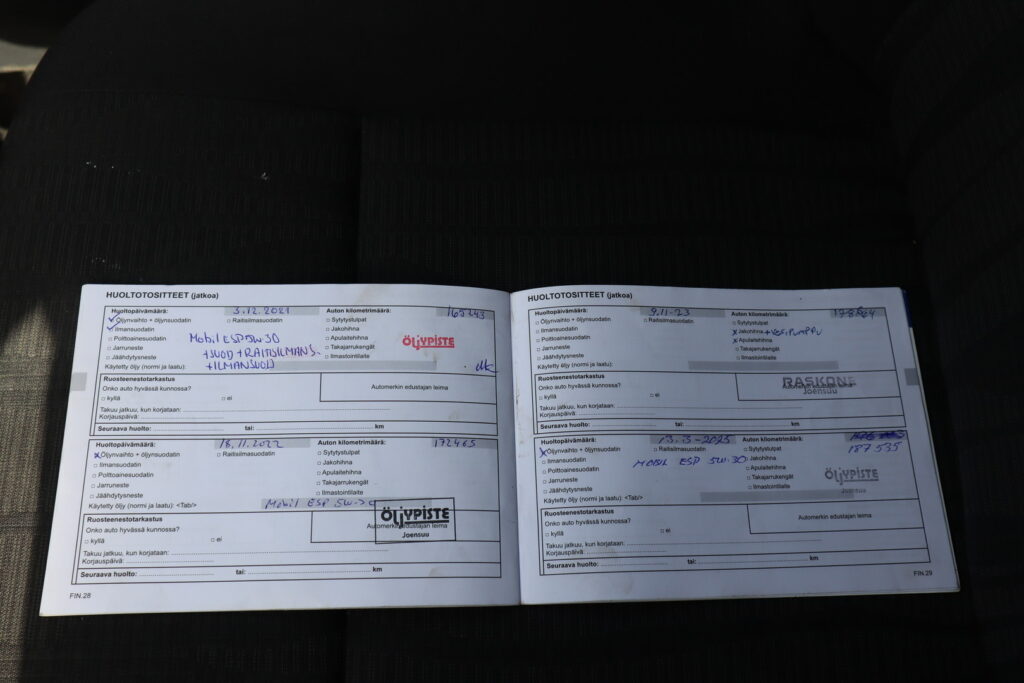 HUOLTOTOSITTEET (jatkoa)
Huoltopäivämäärä: 3.12.2021 Auton kilometrimäärä: 165243
Öljynvaihto + öljynsuodatin Raitisilmasuodatin Sytytystulpat
Ilmansuodatin Jakohihna
Polttoainesuodatin Mobil ESP 5W30 Apulaitehihna ÖLJYPISTE
Jarruneste +SUOD +RAITISILMANS. Takajarrukengät
Jäähdytysneste +ILMANSUOD Ilmastointilaite
Käytetty öljy (normi ja laatu):
Ruosteenestotarkastus
Onko auto hyvässä kunnossa? Automerkin edustajan leima
kyllä ei
Takuu jatkuu, kun korjataan:
Korjauspäivä:
Seuraava huolto: tai: km
Huoltopäivämäärä: 18.11.2022 Auton kilometrimäärä: 172465
Öljynvaihto + öljynsuodatin Raitisilmasuodatin Sytytystulpat
Ilmansuodatin Jakohihna
Polttoainesuodatin Apulaitehihna
Jarruneste Takajarrukengät
Jäähdytysneste Ilmastointilaite
Käytetty öljy (normi ja laatu): <Tab/> Mobil ESP 5W-30
Ruosteenestotarkastus ÖLJYPISTE
Onko auto hyvässä kunnossa? Automerkin edustajan leima
kyllä ei Joensuu
Takuu jatkuu, kun korjataan:
Korjauspäivä:
Seuraava huolto: tai: km
FIN.28
HUOLTOTOSITTEET (jatkoa)
Huoltopäivämäärä: 9.11-23 Auton kilometrimäärä:
Öljynvaihto + öljynsuodatin Raitisilmasuodatin Sytytystulpat
Ilmansuodatin Jakohihna + VESIPUMPPU
Polttoainesuodatin Apulaitehihna
Jarruneste Takajarrukengät
Jäähdytysneste Ilmastointilaite
Käytetty öljy (normi ja laatu):
Ruosteenestotarkastus RASKONE
Onko auto hyvässä kunnossa? Automerkin edustajan leima
kyllä ei Joensuu
Takuu jatkuu, kun korjataan:
Korjauspäivä:
Seuraava huolto: tai: km
Huoltopäivämäärä: 13.3-2025 Auton kilometrimäärä:
Öljynvaihto + öljynsuodatin Raitisilmasuodatin Sytytystulpat 187535
Ilmansuodatin MOBIL ESP 5W-30 Jakohihna
Polttoainesuodatin Apulaitehihna ÖLJYPISTE
Jarruneste Takajarrukengät Joensuu
Jäähdytysneste Ilmastointilaite
Käytetty öljy (normi ja laatu): <Tab/>
Ruosteenestotarkastus
Onko auto hyvässä kunnossa? Automerkin edustajan leima
kyllä ei
Takuu jatkuu, kun korjataan:
Korjauspäivä:
Seuraava huolto: tai: km
FIN.29